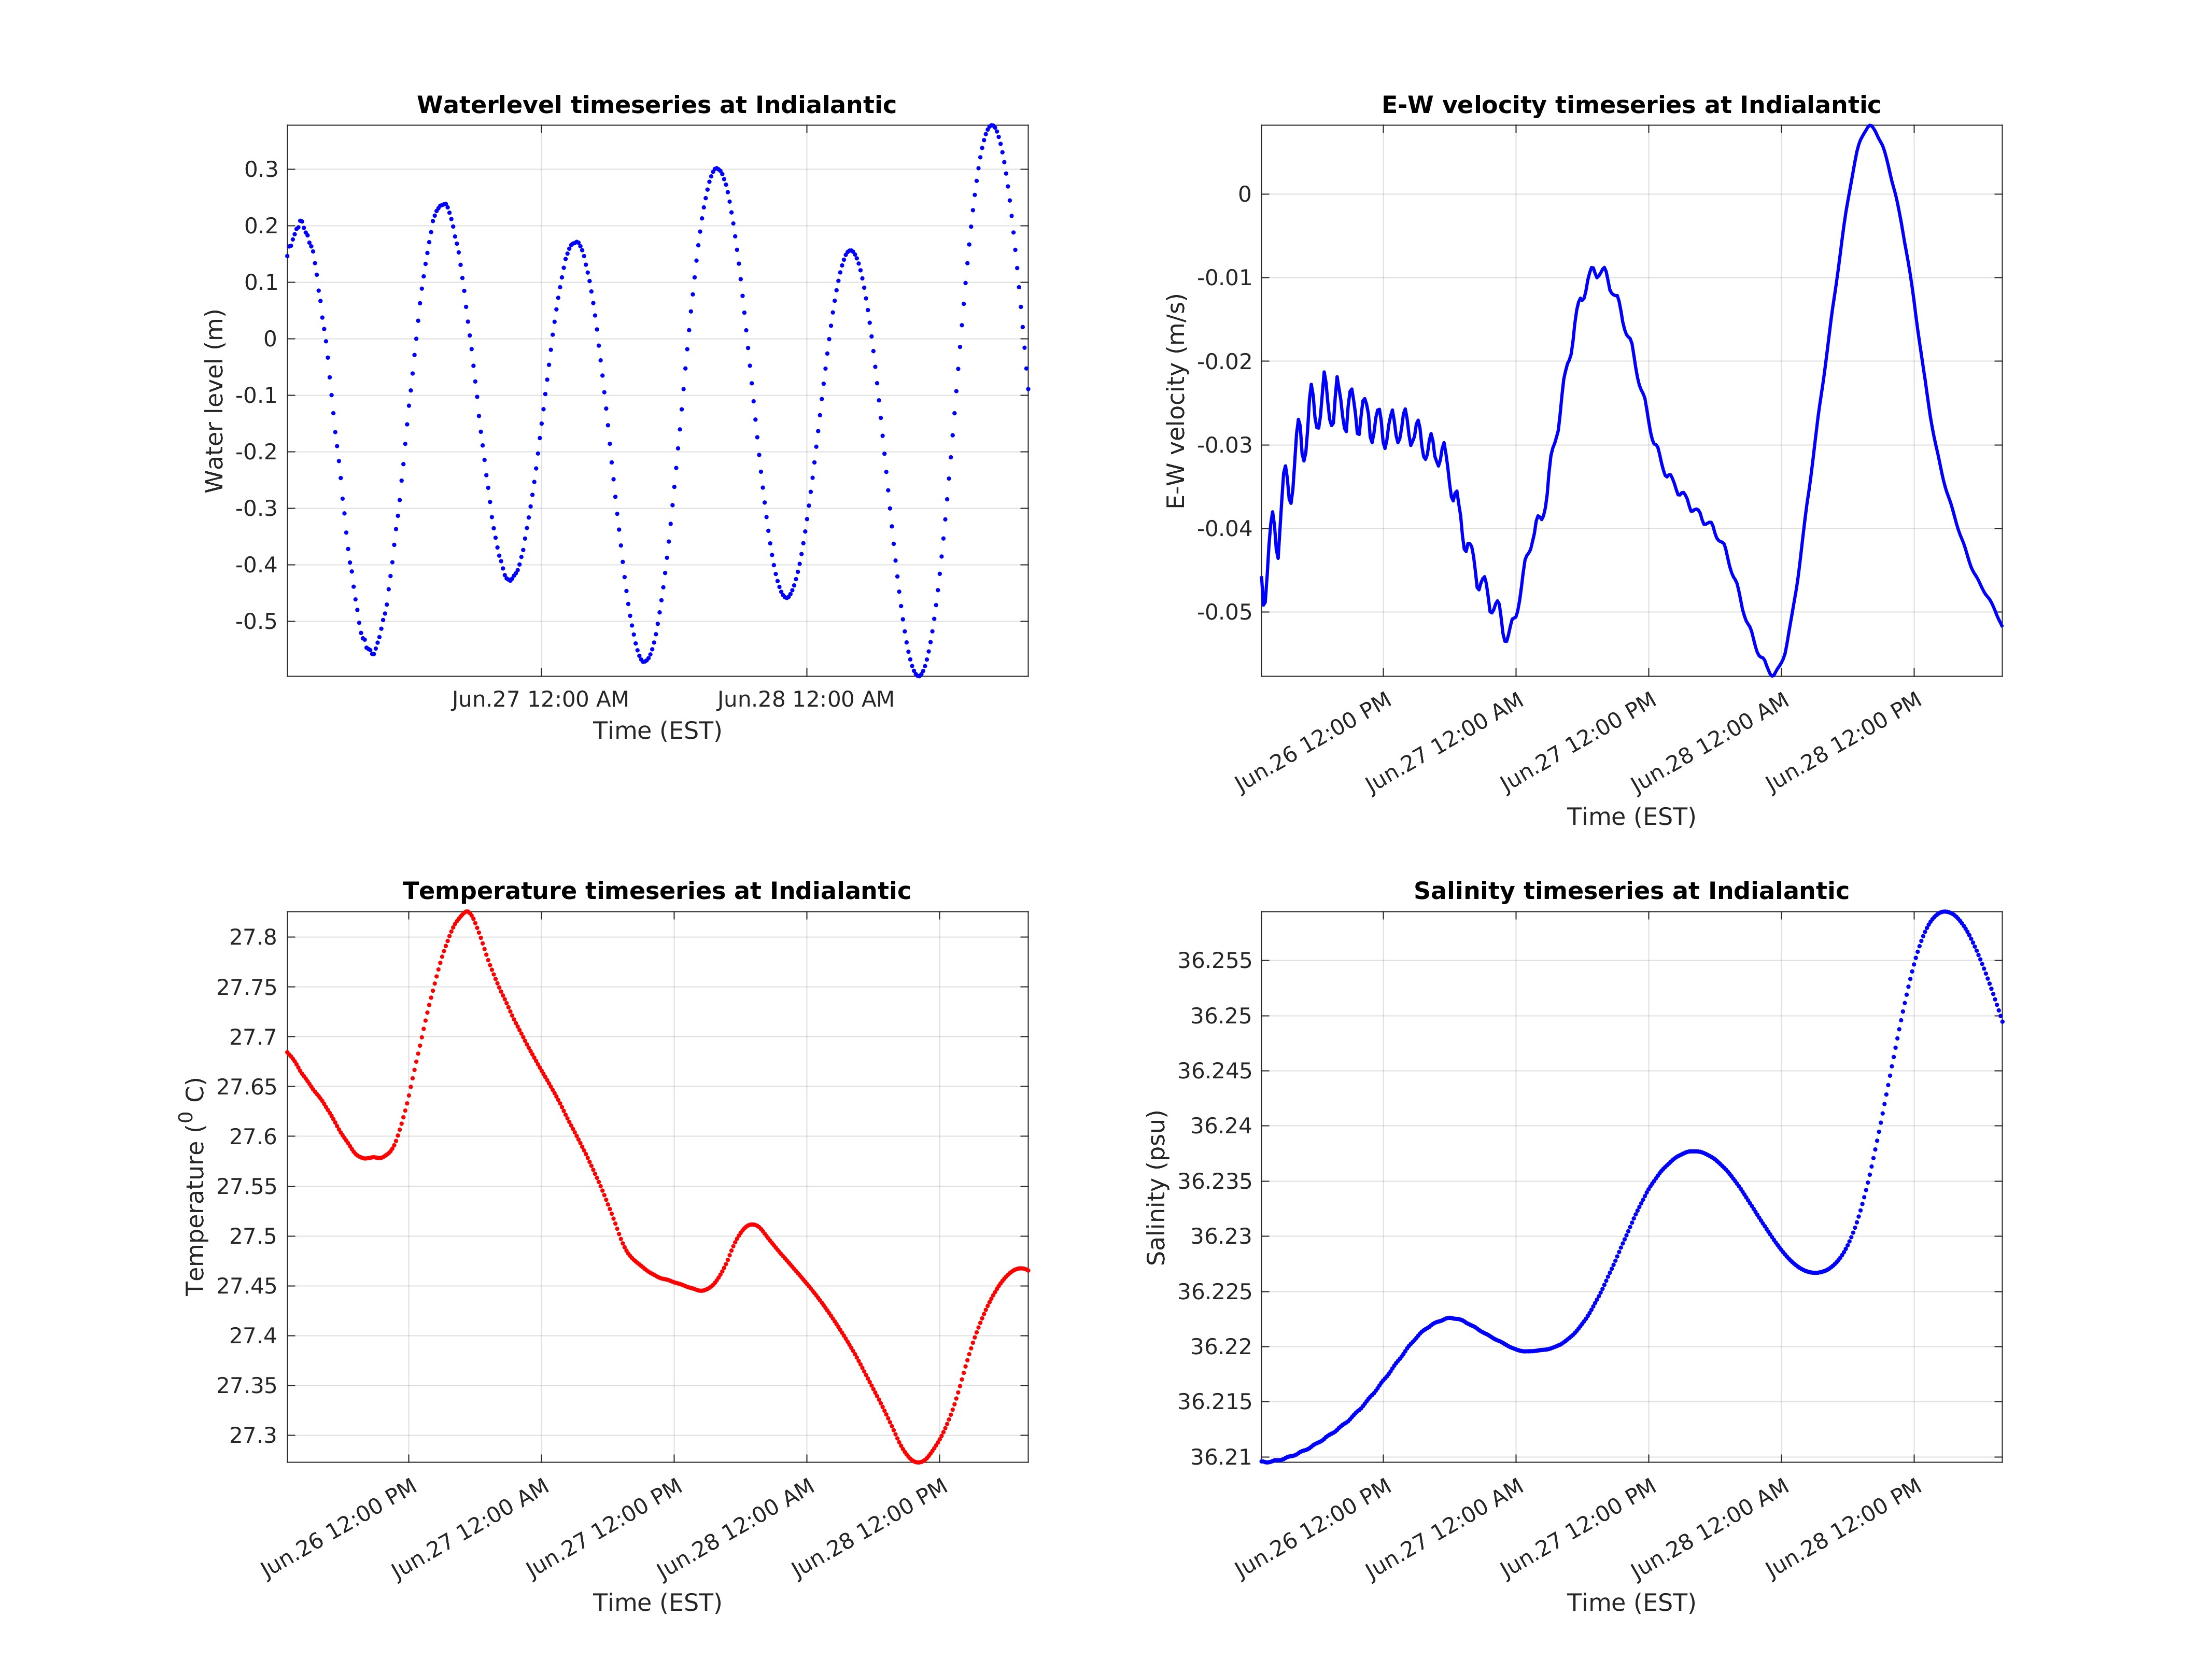 Waterlevel timeseries at Indialantic
0.3
0.2
0.1
0
-0.1
-0.2
-0.3
-0.4
-0.5
Water level (m)
Jun.27 12:00 AM
Jun.28 12:00 AM
Time (EST)
E-W velocity timeseries at Indialantic
0
-0.01
-0.02
-0.03
-0.04
-0.05
E-W velocity (m/s)
Jun.26 12:00 PM
Jun.27 12:00 AM
Jun.27 12:00 PM
Jun.28 12:00 AM
Jun.28 12:00 PM
Time (EST)
Temperature timeseries at Indialantic
27.8
27.75
27.7
27.65
27.6
27.55
27.5
27.45
27.4
27.35
27.3
Temperature (⁰ C)
Jun.26 12:00 PM
Jun.27 12:00 AM
Jun.27 12:00 PM
Jun.28 12:00 AM
Jun.28 12:00 PM
Time (EST)
Salinity timeseries at Indialantic
36.255
36.25
36.245
36.24
36.235
36.23
36.225
36.22
36.215
36.21
Salinity (psu)
Jun.26 12:00 PM
Jun.27 12:00 AM
Jun.27 12:00 PM
Jun.28 12:00 AM
Jun.28 12:00 PM
Time (EST)